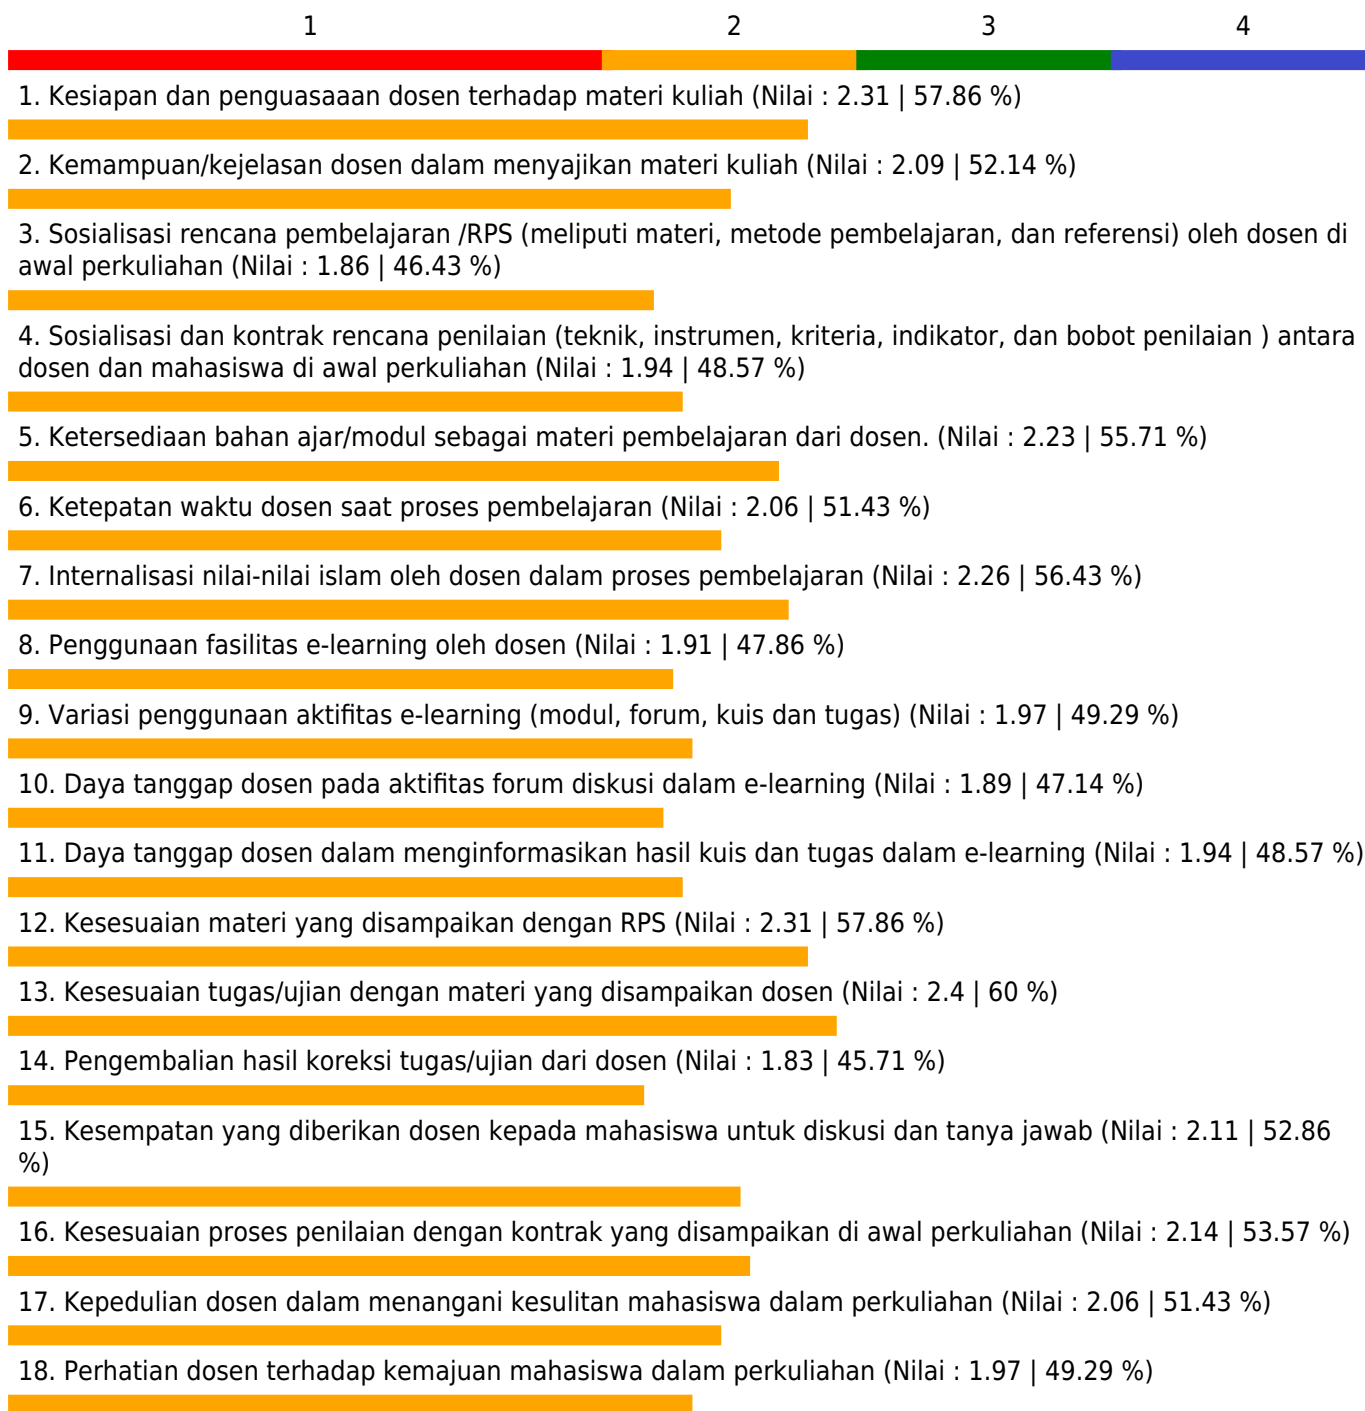 1 2 3 4
1. Kesiapan dan penguasaaan dosen terhadap materi kuliah (Nilai : 2.31 | 57.86 %)
2. Kemampuan/kejelasan dosen dalam menyajikan materi kuliah (Nilai : 2.09 | 52.14 %)
3. Sosialisasi rencana pembelajaran /RPS (meliputi materi, metode pembelajaran, dan referensi) oleh dosen di
awal perkuliahan (Nilai : 1.86 | 46.43 %)
4. Sosialisasi dan kontrak rencana penilaian (teknik, instrumen, kriteria, indikator, dan bobot penilaian ) antara
dosen dan mahasiswa di awal perkuliahan (Nilai : 1.94 | 48.57 %)
5. Ketersediaan bahan ajar/modul sebagai materi pembelajaran dari dosen. (Nilai : 2.23 | 55.71 %)
6. Ketepatan waktu dosen saat proses pembelajaran (Nilai : 2.06 | 51.43 %)
7. Internalisasi nilai-nilai islam oleh dosen dalam proses pembelajaran (Nilai : 2.26 | 56.43 %)
8. Penggunaan fasilitas e-learning oleh dosen (Nilai : 1.91 | 47.86 %)
9. Variasi penggunaan aktifitas e-learning (modul, forum, kuis dan tugas) (Nilai : 1.97 | 49.29 %)
10. Daya tanggap dosen pada aktifitas forum diskusi dalam e-learning (Nilai : 1.89 | 47.14 %)
11. Daya tanggap dosen dalam menginformasikan hasil kuis dan tugas dalam e-learning (Nilai : 1.94 | 48.57 %)
12. Kesesuaian materi yang disampaikan dengan RPS (Nilai : 2.31 | 57.86 %)
13. Kesesuaian tugas/ujian dengan materi yang disampaikan dosen (Nilai : 2.4 | 60 %)
14. Pengembalian hasil koreksi tugas/ujian dari dosen (Nilai : 1.83 | 45.71 %)
15. Kesempatan yang diberikan dosen kepada mahasiswa untuk diskusi dan tanya jawab (Nilai : 2.11 | 52.86
%)
16. Kesesuaian proses penilaian dengan kontrak yang disampaikan di awal perkuliahan (Nilai : 2.14 | 53.57 %)
17. Kepedulian dosen dalam menangani kesulitan mahasiswa dalam perkuliahan (Nilai : 2.06 | 51.43 %)
18. Perhatian dosen terhadap kemajuan mahasiswa dalam perkuliahan (Nilai : 1.97 | 49.29 %)